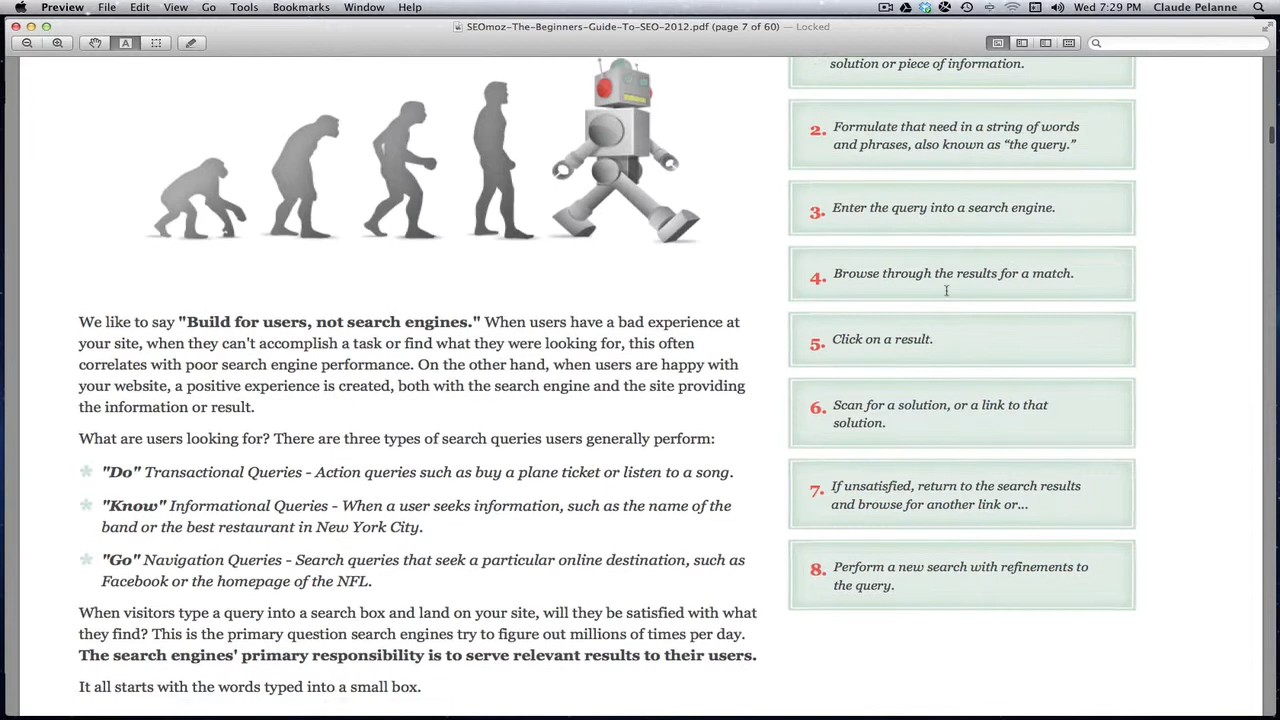 Preview File Edit View Go Tools Bookmarks Window Help Wed 7:29 PM Claude Pelanne
SEOmoz-The-Beginners-Guide-To-SEO-2012.pdf (page 7 of 60) — Locked
We like to say "Build for users, not search engines." When users have a bad experience at
your site, when they can't accomplish a task or find what they were looking for, this often
correlates with poor search engine performance. On the other hand, when users are happy with
your website, a positive experience is created, both with the search engine and the site providing
the information or result.
What are users looking for? There are three types of search queries users generally perform:
"Do" Transactional Queries - Action queries such as buy a plane ticket or listen to a song.
"Know" Informational Queries - When a user seeks information, such as the name of the
band or the best restaurant in New York City.
"Go" Navigation Queries - Search queries that seek a particular online destination, such as
Facebook or the homepage of the NFL.
When visitors type a query into a search box and land on your site, will they be satisfied with what
they find? This is the primary question search engines try to figure out millions of times per day.
The search engines' primary responsibility is to serve relevant results to their users.
It all starts with the words typed into a small box.
solution or piece of information.
2. Formulate that need in a string of words
and phrases, also known as “the query.”
3. Enter the query into a search engine.
4. Browse through the results for a match.
5. Click on a result.
6. Scan for a solution, or a link to that
solution.
7. If unsatisfied, return to the search results
and browse for another link or...
8. Perform a new search with refinements to
the query.